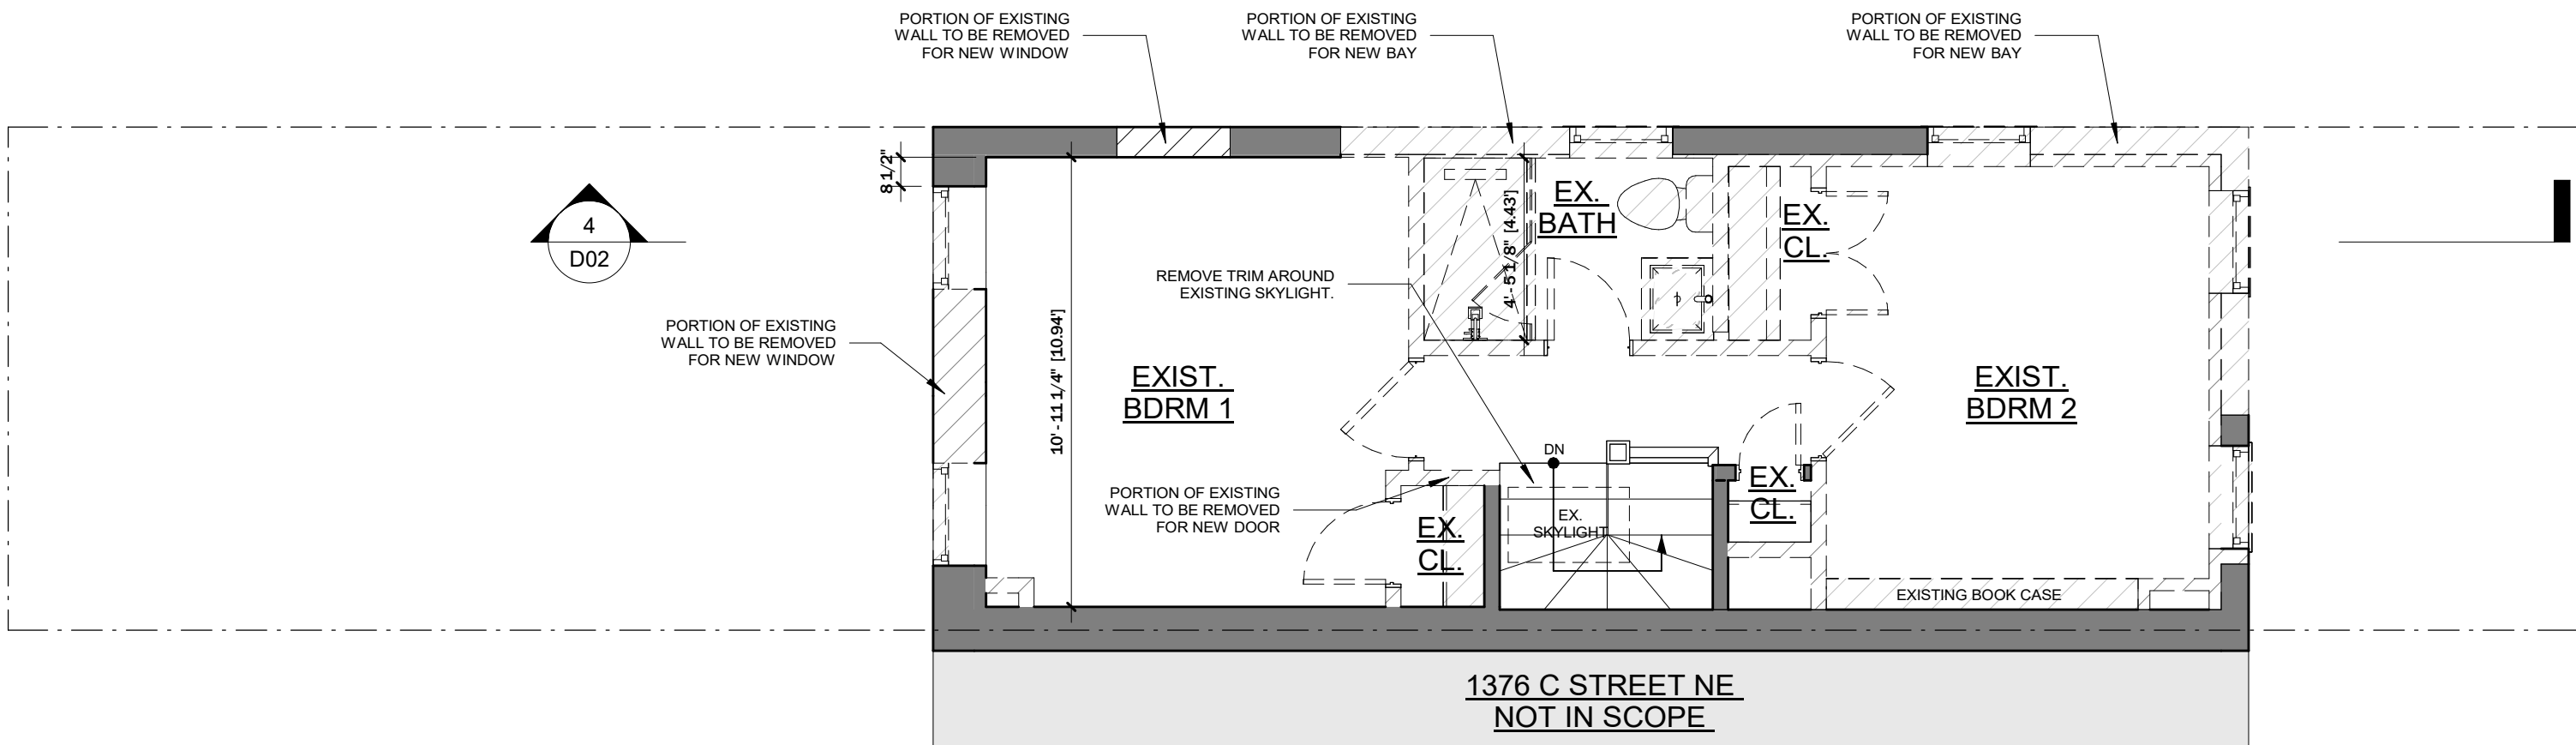 PORTION OF EXISTING
WALL TO BE REMOVED
FOR NEW WINDOW
PORTION OF EXISTING
WALL TO BE REMOVED
FOR NEW BAY
PORTION OF EXISTING
WALL TO BE REMOVED
FOR NEW BAY
8 1/2"
4
D02
EX.
BATH
4' - 5 1/8" [4.43']
EX.
CL.
REMOVE TRIM AROUND
EXISTING SKYLIGHT.
PORTION OF EXISTING
WALL TO BE REMOVED
FOR NEW WINDOW
10' - 11 1/4" [10.94']
EXIST.
BDRM 1
EXIST.
BDRM 2
DN
PORTION OF EXISTING
WALL TO BE REMOVED
FOR NEW DOOR
EX.
CL.
EX.
SKYLIGHT
EX.
CL.
EXISTING BOOK CASE
1376 C STREET NE
NOT IN SCOPE